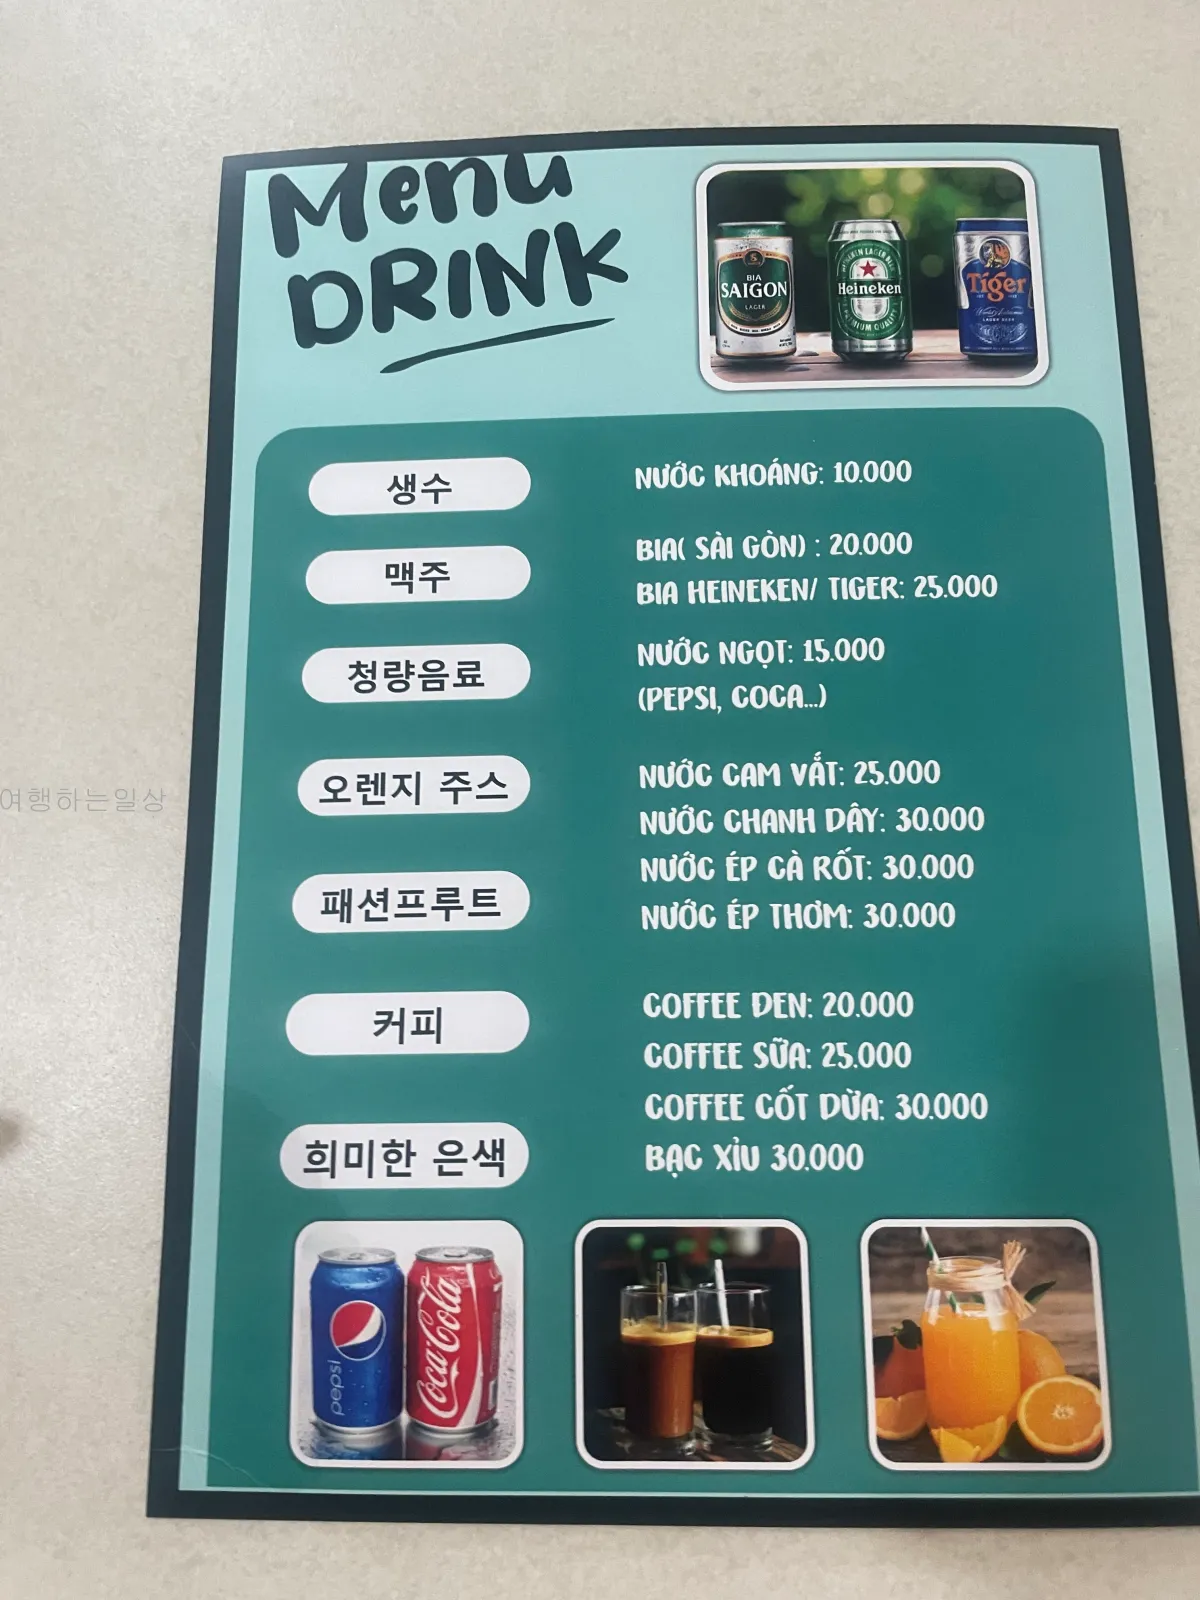 Menu
DRINK
BIA
SAIGON
LAGER
Heineken
PREMIUM QUALITY
Tiger
LAGER BEER
생수
NƯỚC KHOÁNG: 10.000
맥주
BIA( SÀI GÒN) : 20.000
BIA HEINEKEN/ TIGER: 25.000
청량음료
NƯỚC NGỌT: 15.000
(PEPSI, COCA...)
오렌지 주스
NƯỚC CAM VẮT: 25.000
NƯỚC CHANH DÂY: 30.000
여행하는일상
패션프루트
NƯỚC ÉP CÀ RỐT: 30.000
NƯỚC ÉP THƠM: 30.000
커피
COFFEE ĐEN: 20.000
COFFEE SỮA: 25.000
COFFEE CỐT DỪA: 30.000
희미한 은색
BẠC XỈU 30.000
pepsi
Coca-Cola